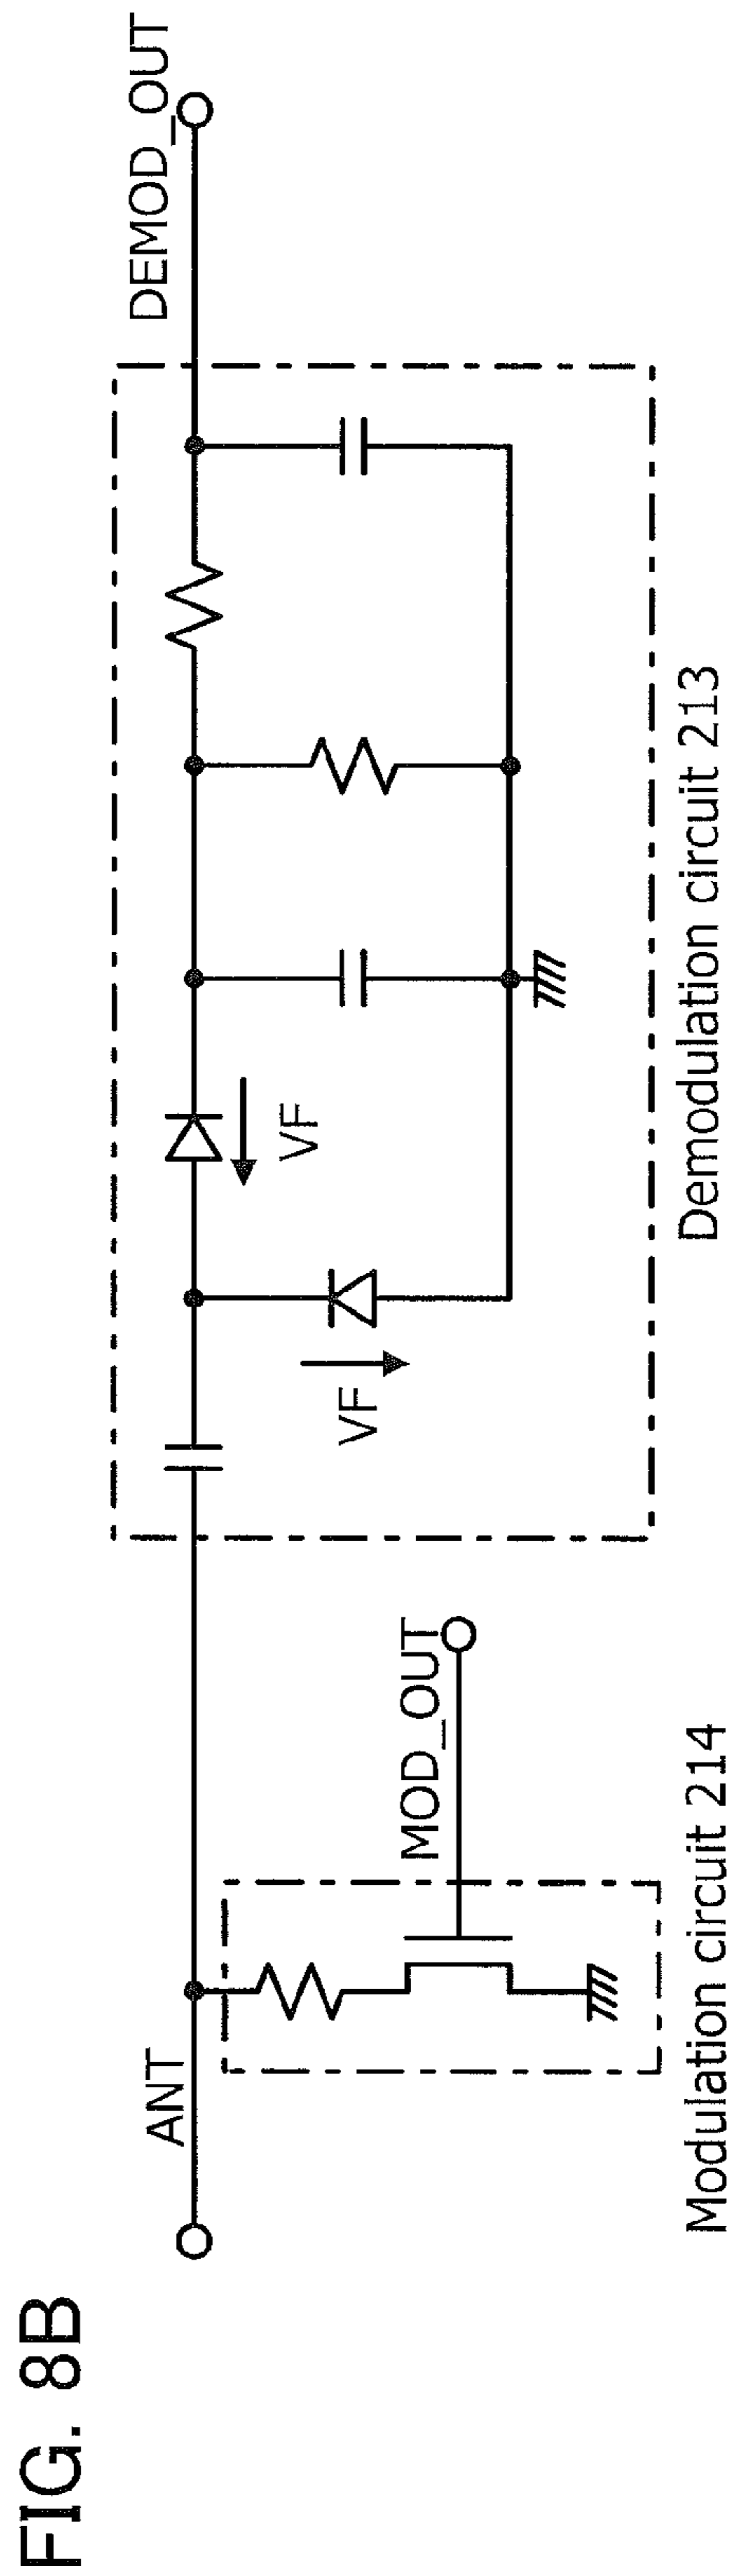 FIG. 8B
ANT
MOD_OUT
Modulation circuit 214
VF
VF
Demodulation circuit 213
DEMOD_OUT